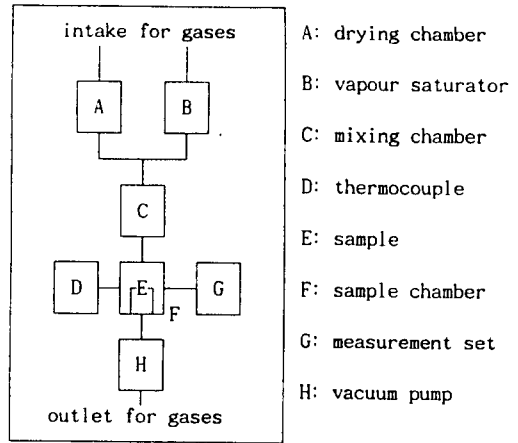 intake for gases
A
B
C
D
E
G
F
H
outlet for gases
A: drying chamber
B: vapour saturator
C: mixing chamber
D: thermocouple
E: sample
F: sample chamber
G: measurement set
H: vacuum pump